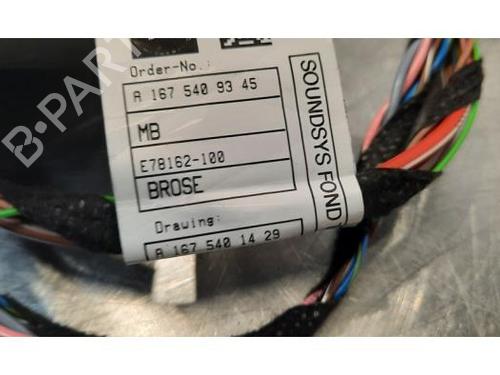 Order-No.:
A 167 540 93 45
MB
E78162-100
BROSE
Drawing:
A 167 540 14 29
SOUNDSYS FOND
B-PARTS